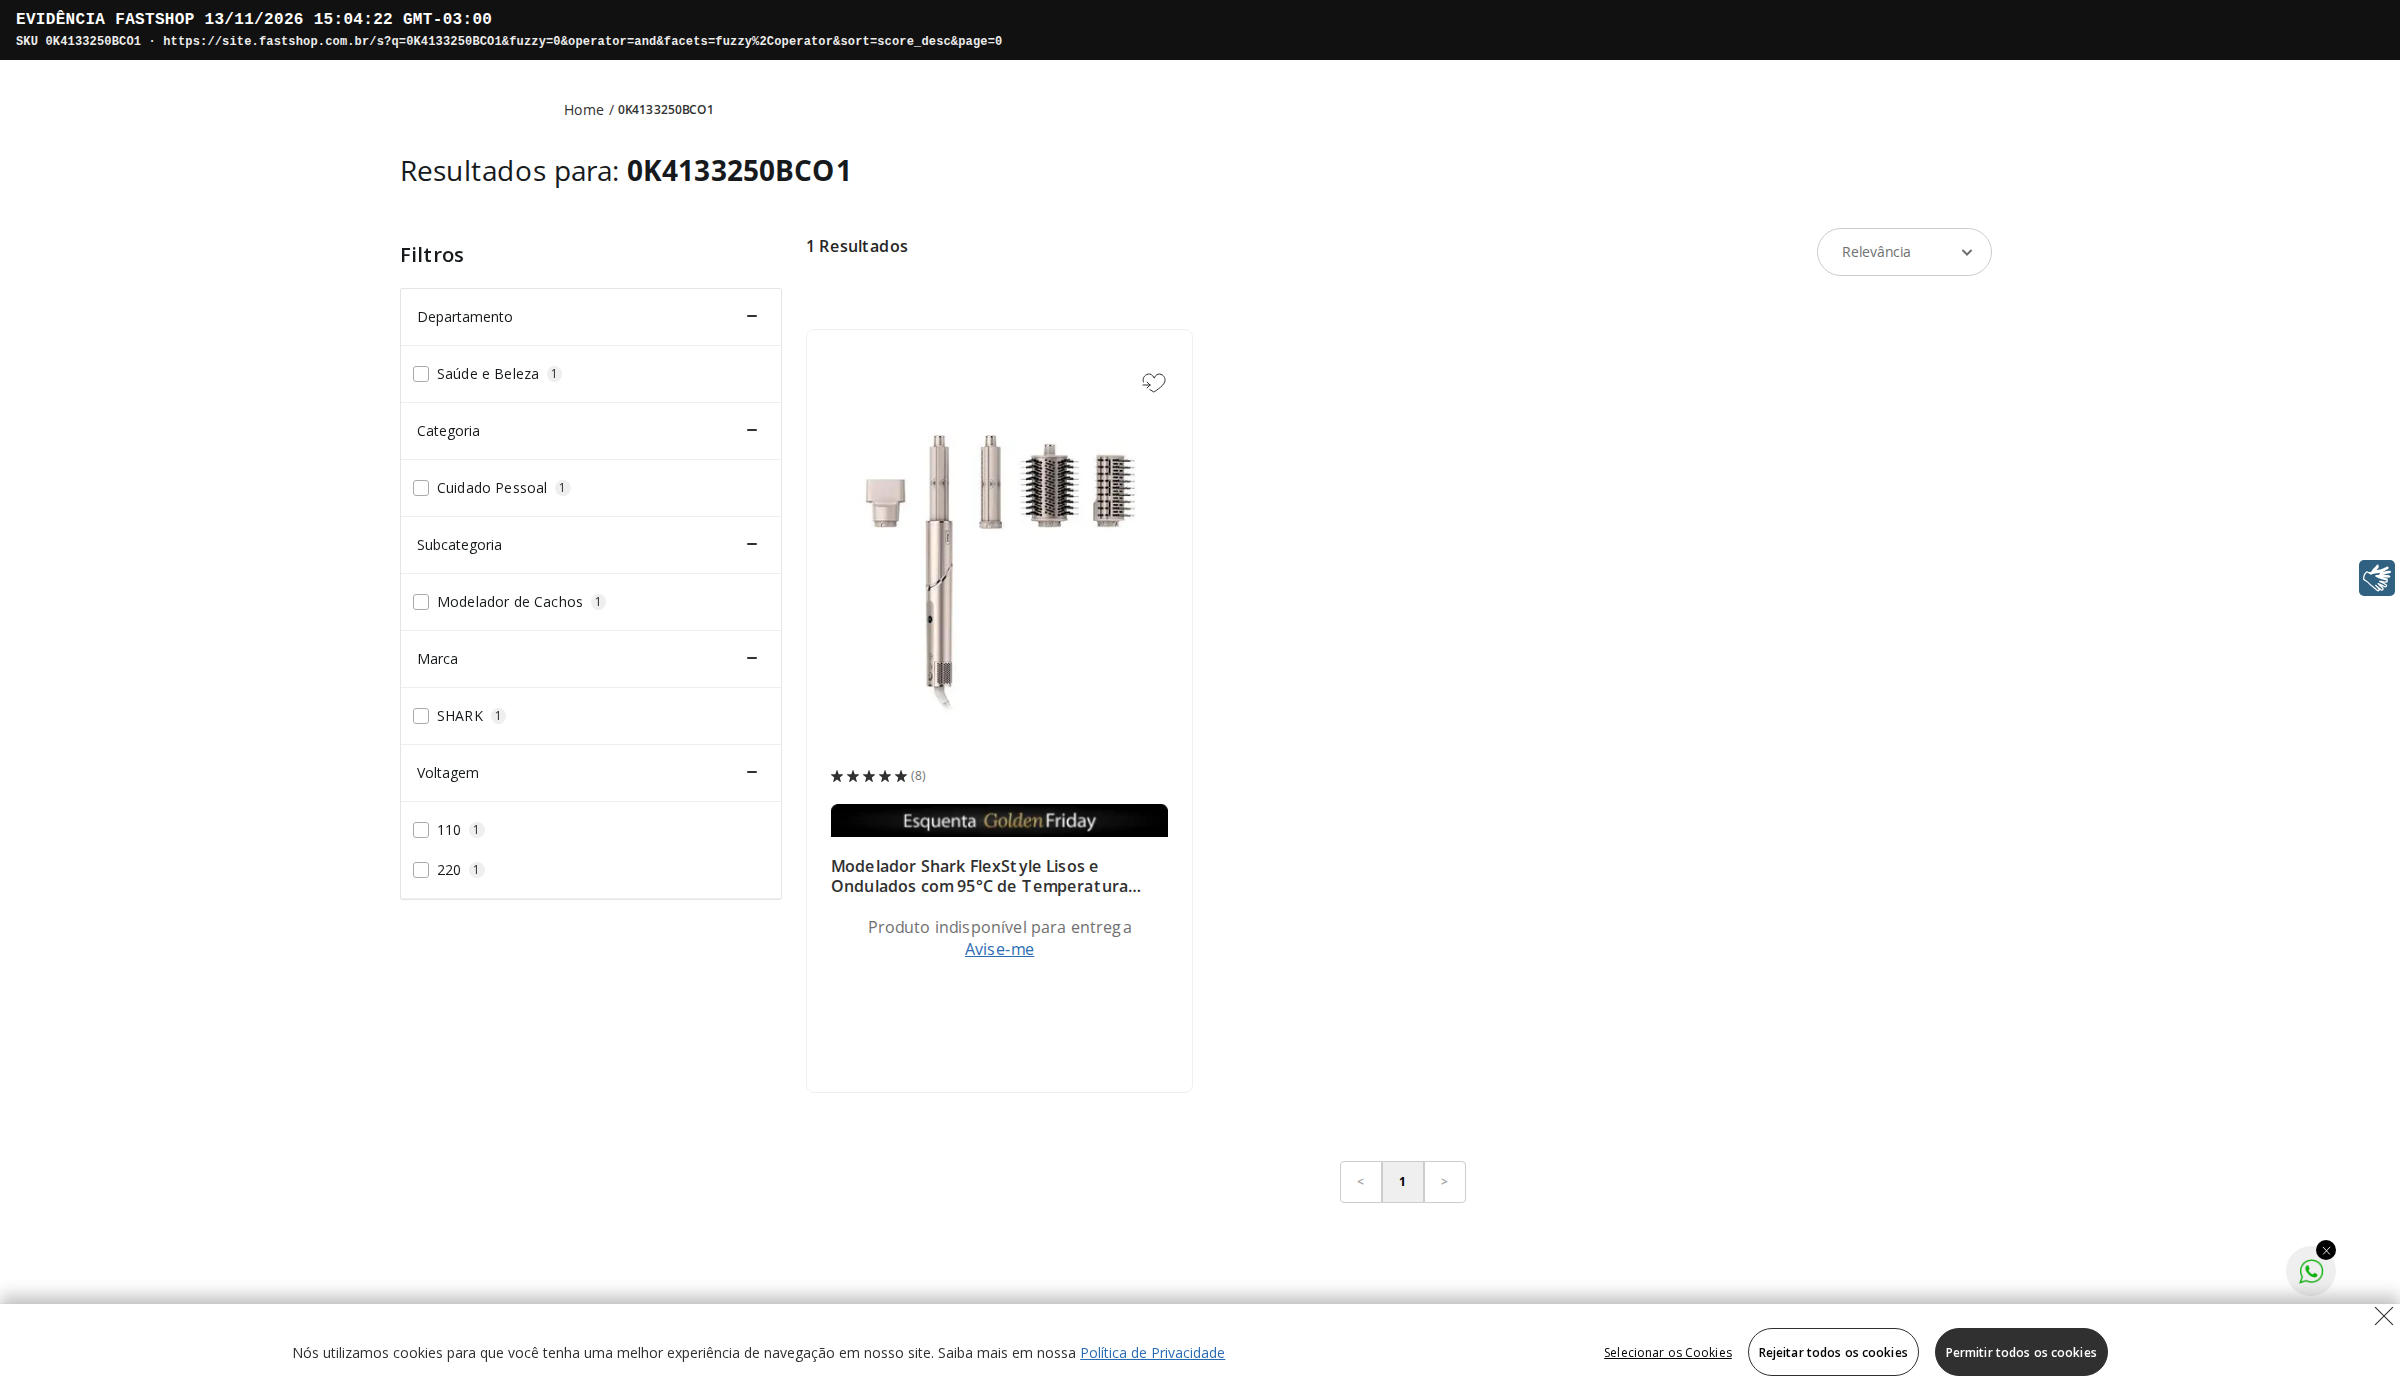 EVIDÊNCIA FASTSHOP 13/11/2026 15:04:22 GMT-03:00
SKU 0K4133250BCO1 · https://site.fastshop.com.br/s?q=0K4133250BCO1&fuzzy=0&operator=and&facets=fuzzy%2Coperator&sort=score_desc&page=0
Home / 0K4133250BCO1
Resultados para: 0K4133250BCO1
Filtros
1 Resultados
Relevância
Departamento
Saúde e Beleza 1
Categoria
Cuidado Pessoal 1
Subcategoria
Modelador de Cachos 1
Marca
SHARK 1
Voltagem
110 1
220 1
(8)
Esquenta Golden Friday
Modelador Shark FlexStyle Lisos e
Ondulados com 95°C de Temperatura...
Produto indisponível para entrega
Avise-me
< 1 >
Nós utilizamos cookies para que você tenha uma melhor experiência de navegação em nosso site. Saiba mais em nossa Política de Privacidade
Selecionar os Cookies
Rejeitar todos os cookies
Permitir todos os cookies